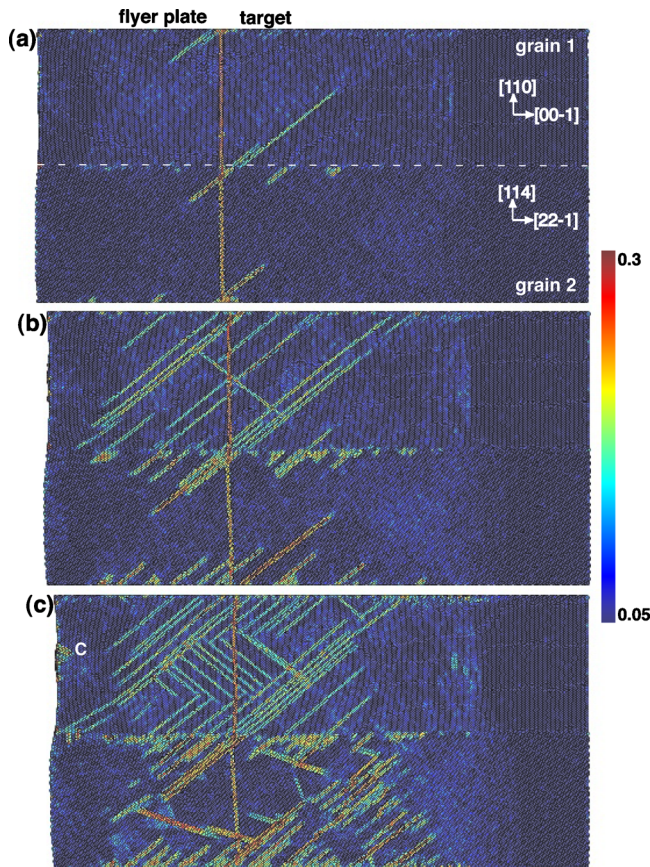 flyer plate target
(a)
grain 1
[110]
[00-1]
[114]
[22-1]
grain 2
0.3
0.05
(b)
(c)
C